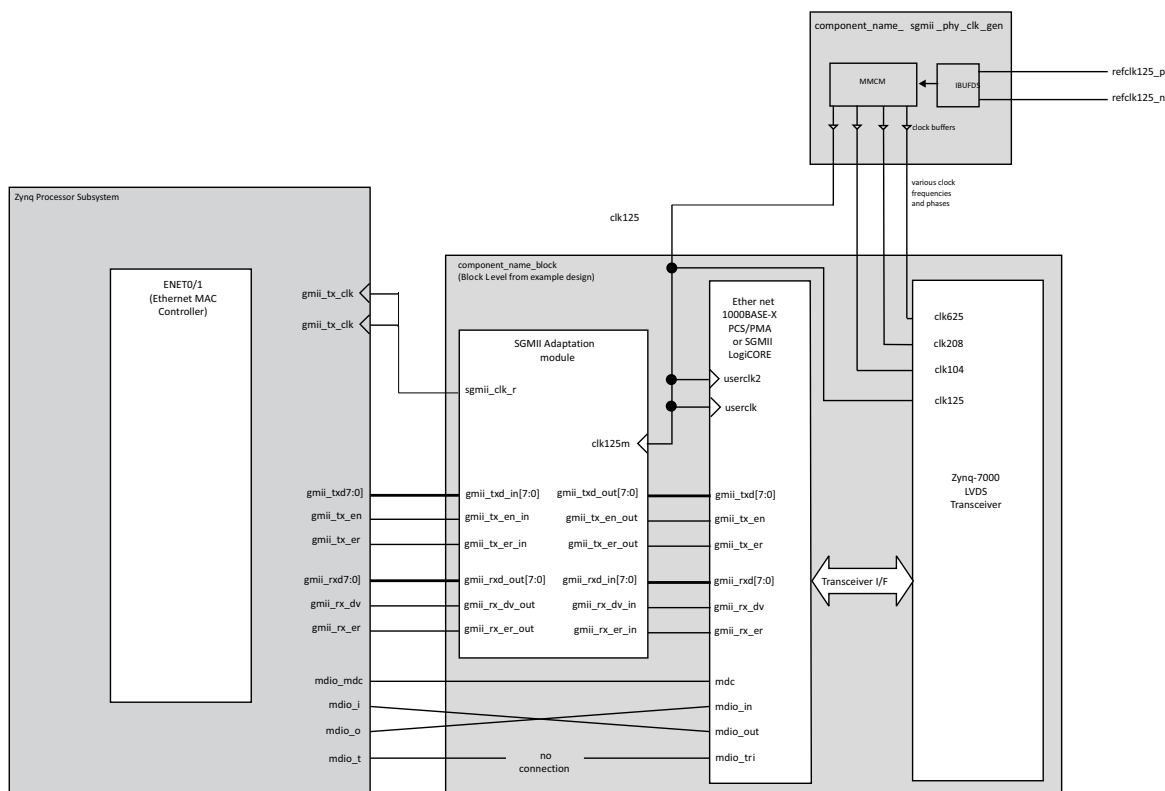 component_name_ sgmii_phy_clk_gen
MMCM
IBUFDS
refclk125_p
refclk125_n
clock buffers
various clock
frequencies
and phases
Zynq Processor Subsystem
clk125
component_name_block
(Block Level from example design)
ENET0/1
(Ethernet MAC
Controller)
gmii_tx_clk
gmii_tx_clk
SGMII Adaptation
module
sgmii_clk_r
clk125m
Ether net
1000BASE-X
PCS/PMA
or SGMII
LogiCORE
userclk2
userclk
clk625
clk208
clk104
clk125
Zynq-7000
LVDS
Transceiver
gmii_txd7:0]
gmii_txd_in[7:0]
gmii_txd_out[7:0]
gmii_txd[7:0]
gmii_tx_en
gmii_tx_en_in
gmii_tx_en_out
gmii_tx_en
gmii_tx_er
gmii_tx_er_in
gmii_tx_er_out
gmii_tx_er
gmii_rxd7:0]
gmii_rxd_out[7:0]
gmii_rxd_in[7:0]
gmii_rxd[7:0]
Transceiver I/F
gmii_rx_dv
gmii_rx_dv_out
gmii_rx_dv_in
gmii_rx_dv
gmii_rx_er
gmii_rx_er_out
gmii_rx_er_in
gmii_rx_er
mdio_mdc
mdc
mdio_i
mdio_in
mdio_o
mdio_out
mdio_t
no
connection
mdio_tri